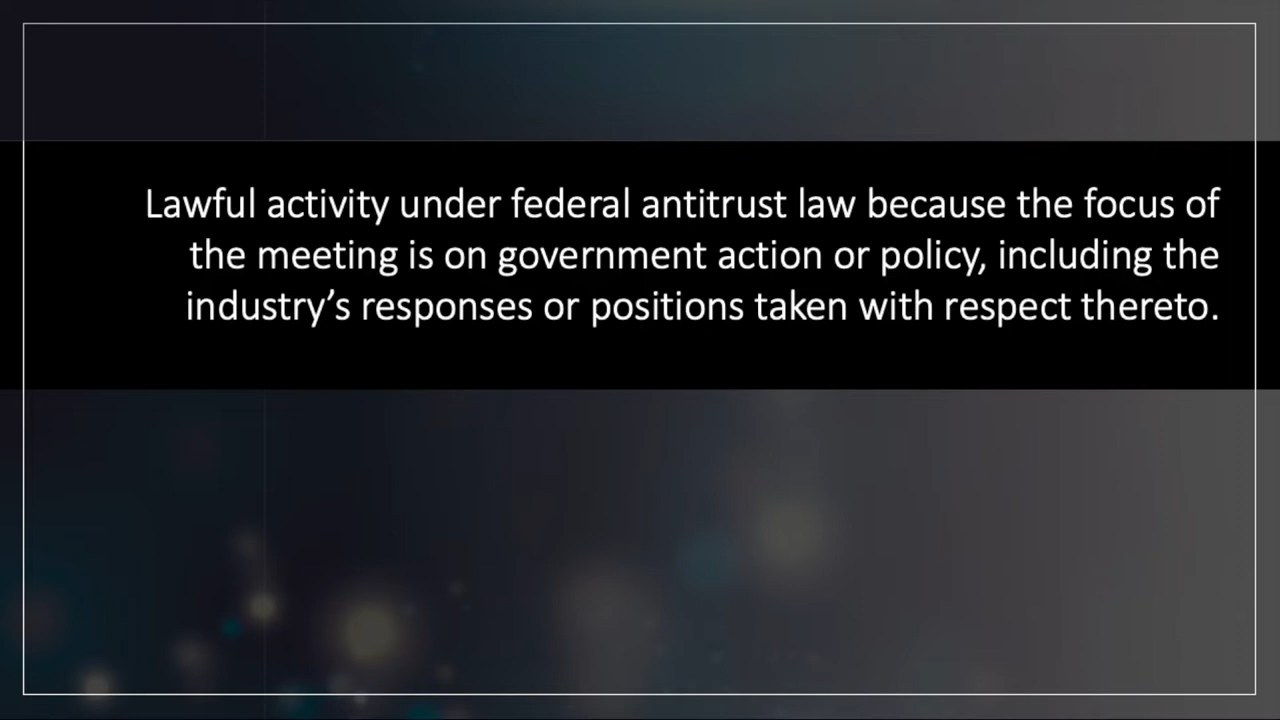 Lawful activity under federal antitrust law because the focus of
the meeting is on government action or policy, including the
industry’s responses or positions taken with respect thereto.